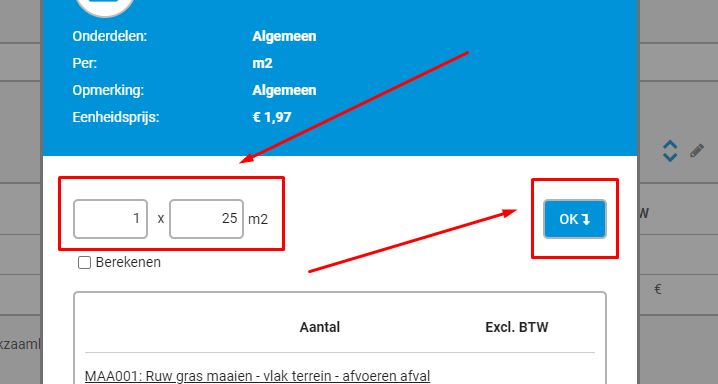 Onderdelen: Algemeen
Per: m2
Opmerking: Algemeen
Eenheidsprijs: € 1,97
1 x 25 m2 OK
Berekenen
€
Aantal Excl. BTW
MAA001: Ruw gras maaien - vlak terrein - afvoeren afval